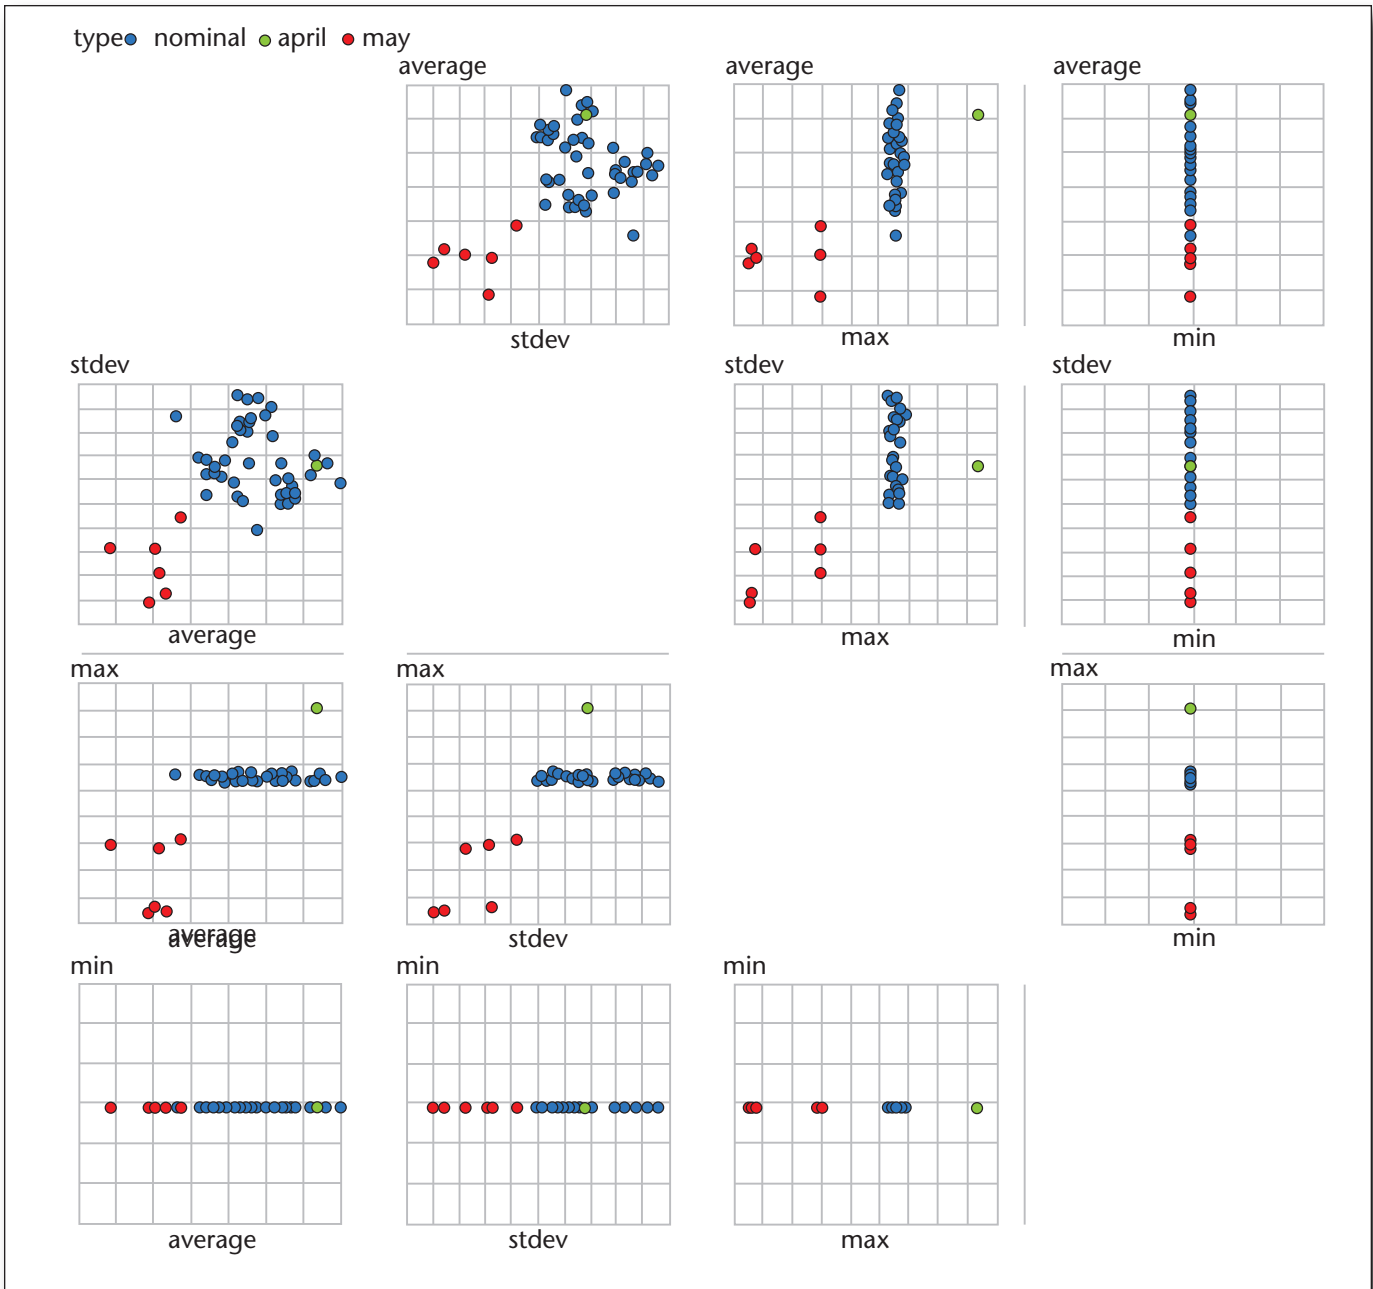 type nominal april may
average average average
stdev max min
stdev stdev stdev
average max min
max max max
average
average stdev min
min min min
average stdev max